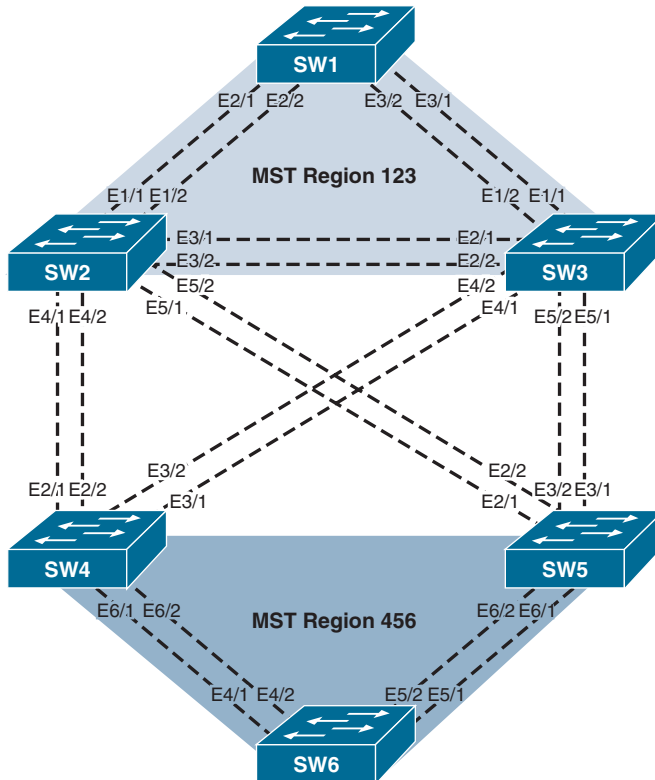 SW1
E2/1 E2/2 E3/2 E3/1
MST Region 123
E1/1 E1/2 E1/2 E1/1
SW2 E3/1 E2/1 SW3
E3/2 E2/2
E4/1 E4/2 E5/1 E5/2 E4/2 E4/1 E5/2 E5/1
E2/1 E2/2 E3/2 E3/1 E2/2 E2/1 E3/2 E3/1
SW4 SW5
E6/1 E6/2 MST Region 456 E6/2 E6/1
E4/1 E4/2 E5/2 E5/1
SW6